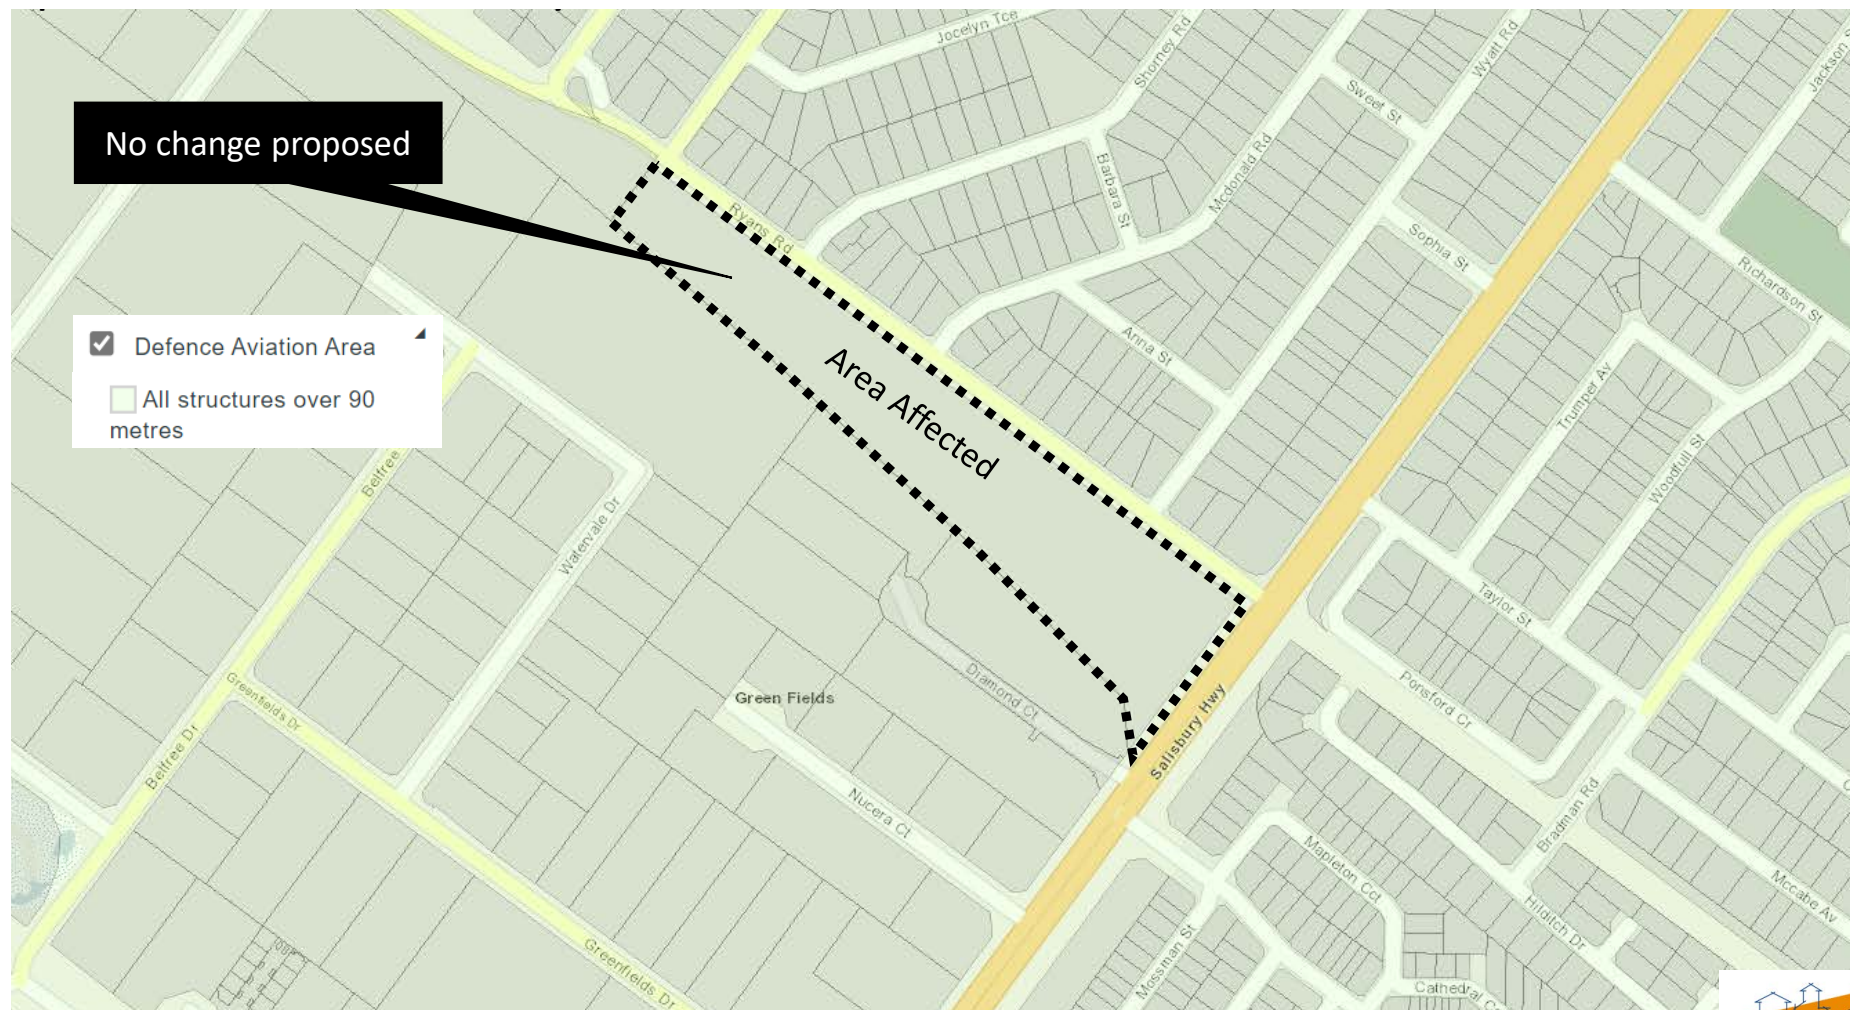 Jocelyn Tce
Shorney Rd
Wyatt Rd
Sweet St
No change proposed
Barbara St
Mcdonald Rd
Ryans Rd
Sophia St
Richardson St
Defence Aviation Area
All structures over 90
metres
Anna St
Area Affected
Trumper Av
Woodfull St
Belfree
Watervale Dr
Taylor St
Greenfields Dr
Green Fields
Diamond Ct
Ponsford Cr
Salisbury Hwy
Belfree Dr
Nucera Ct
Bradman Rd
Mapleton Cct
Mccabe Av
Hilditch Dr
Greenfields Dr
Mossman St
Cathedral